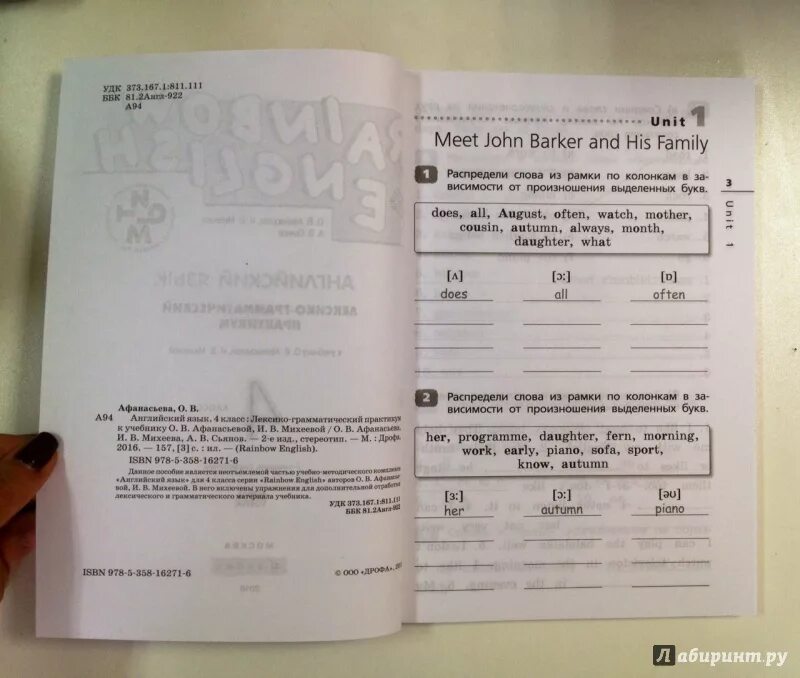 УДК 373.167.1:811.111
ББК 81.2Англ-922
А94
Афанасьева, О. В.
А94 Английский язык. 4 класс : Лексико-грамматический практикум
к учебнику О. В. Афанасьевой, И. В. Михеевой / О. В. Афанасьева,
И. В. Михеева, А. В. Сьянов. — 2-е изд., стереотип. — М. : Дрофа,
2016. — 157, [3] с. : ил. — (Rainbow English).
ISBN 978-5-358-16271-6
Данное пособие является неотъемлемой частью учебно-методического комплекса
«Английский язык» для 4 класса серии «Rainbow English» авторов О. В. Афанасье-
вой, И. В. Михеевой. В него включены упражнения для дополнительной отработки
лексического и грамматического материала учебника.
УДК 373.167.1:811.111
ББК 81.2Англ-922
ISBN 978-5-358-16271-6
© ООО «ДРОФА»,
Unit 1
Meet John Barker and His Family
1 Распредели слова из рамки по колонкам в за-
висимости от произношения выделенных букв.
does, all, August, often, watch, mother,
cousin, autumn, always, month,
daughter, what
[ʌ] [ɔ:] [ɒ]
does all often
2 Распредели слова из рамки по колонкам в за-
висимости от произношения выделенных букв.
her, programme, daughter, fern, morning,
work, early, piano, sofa, sport,
know, autumn
[ɜ:] [ɔ:] [əʊ]
her autumn piano
3
Unit 1
Лабиринт.ру